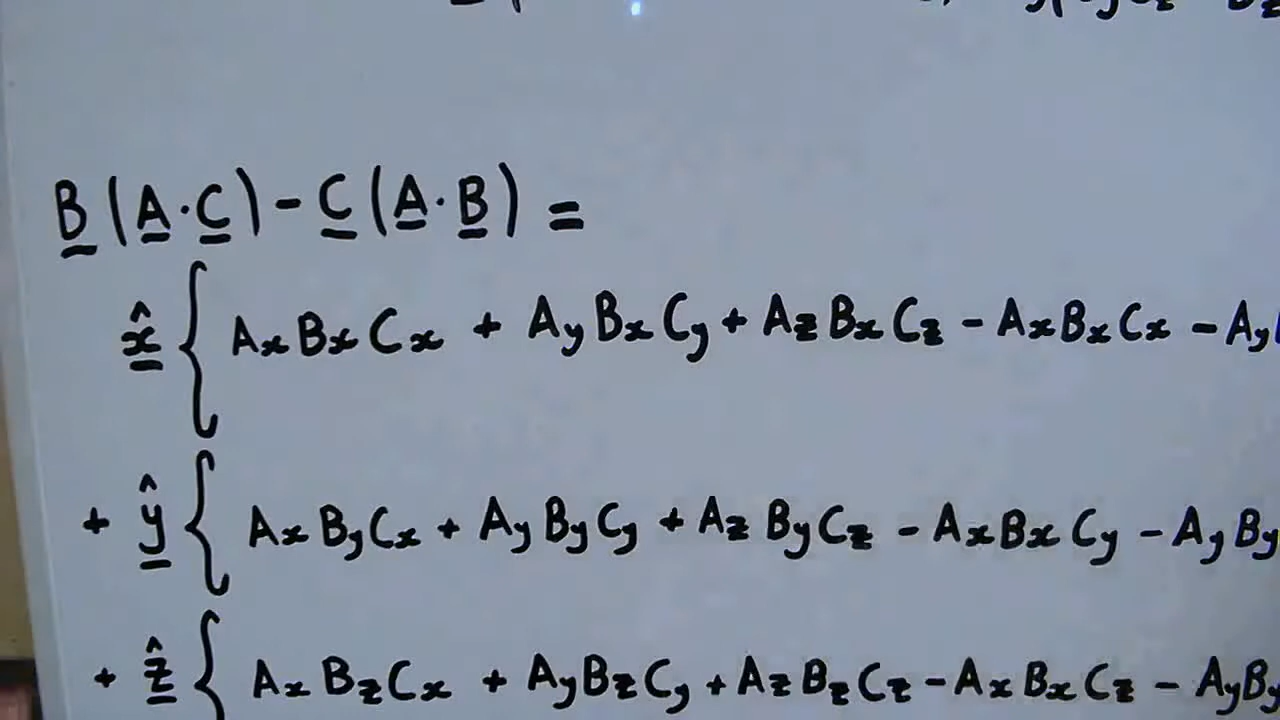 B(A·C)-C(A·B)=
x̂ { AxBxCx + AyBxCy + AzBxCz - AxBxCx - Ay
+ ŷ { AxByCx + AyByCy + AzByCz - AxBxCy - AyBy
+ ẑ { AxBzCx + AyBzCy + AzBzCz - AxBxCz - AyBy